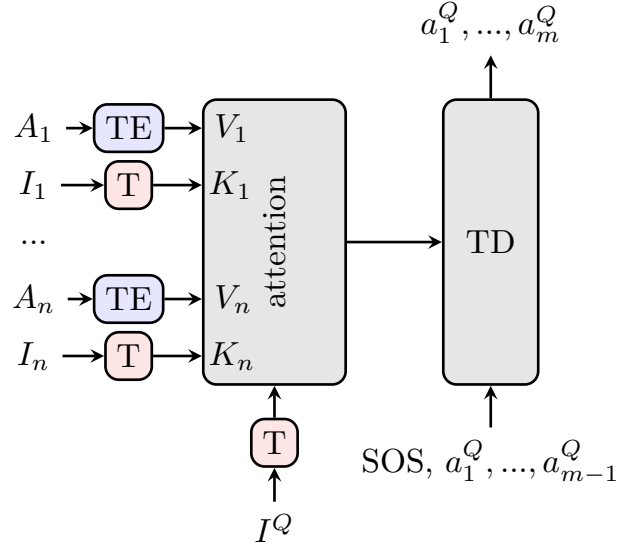 a_1^Q, ..., a_m^Q
A_1 TE V_1
I_1 T K_1
attention
...
TD
A_n TE V_n
I_n T K_n
T
SOS, a_1^Q, ..., a_{m-1}^Q
I^Q